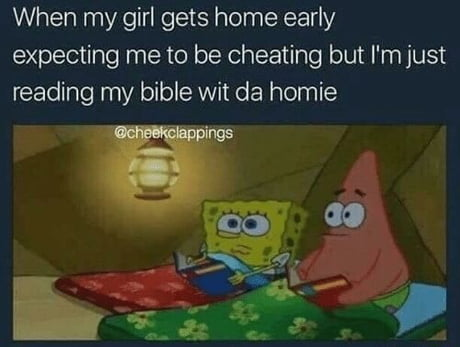 When my girl gets home early
expecting me to be cheating but I'm just
reading my bible wit da homie
@cheekclappings